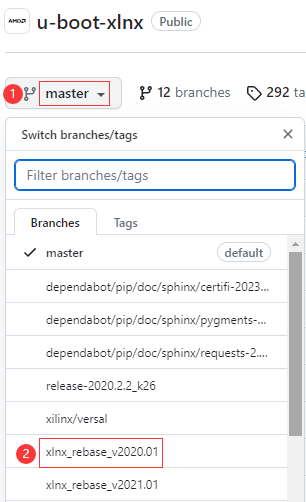 AMD
u-boot-xlnx
Public
1
master
12 branches
292 ta
Switch branches/tags
Filter branches/tags
Branches
Tags
master
default
dependabot/pip/doc/sphinx/certifi-2023...
dependabot/pip/doc/sphinx/pygments-...
dependabot/pip/doc/sphinx/requests-2....
release-2020.2.2_k26
xilinx/versal
2
xlnx_rebase_v2020.01
xlnx_rebase_v2021.01